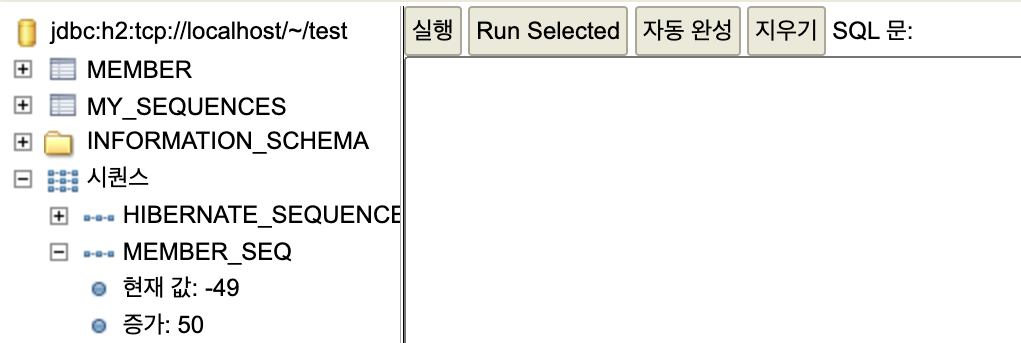 jdbc:h2:tcp://localhost/~/test
MEMBER
MY_SEQUENCES
INFORMATION_SCHEMA
시퀀스
HIBERNATE_SEQUENCE
MEMBER_SEQ
현재 값: -49
증가: 50
실행 Run Selected 자동 완성 지우기 SQL 문: